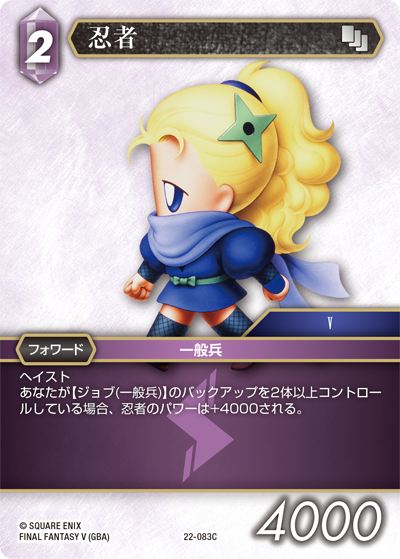 2
忍者
V
フォワード
一般兵
ヘイスト
あなたが【ジョブ(一般兵)】のバックアップを2体以上コントロー
ルしている場合、忍者のパワーは+4000される。
© SQUARE ENIX
FINAL FANTASY V (GBA)
22-083C
4000